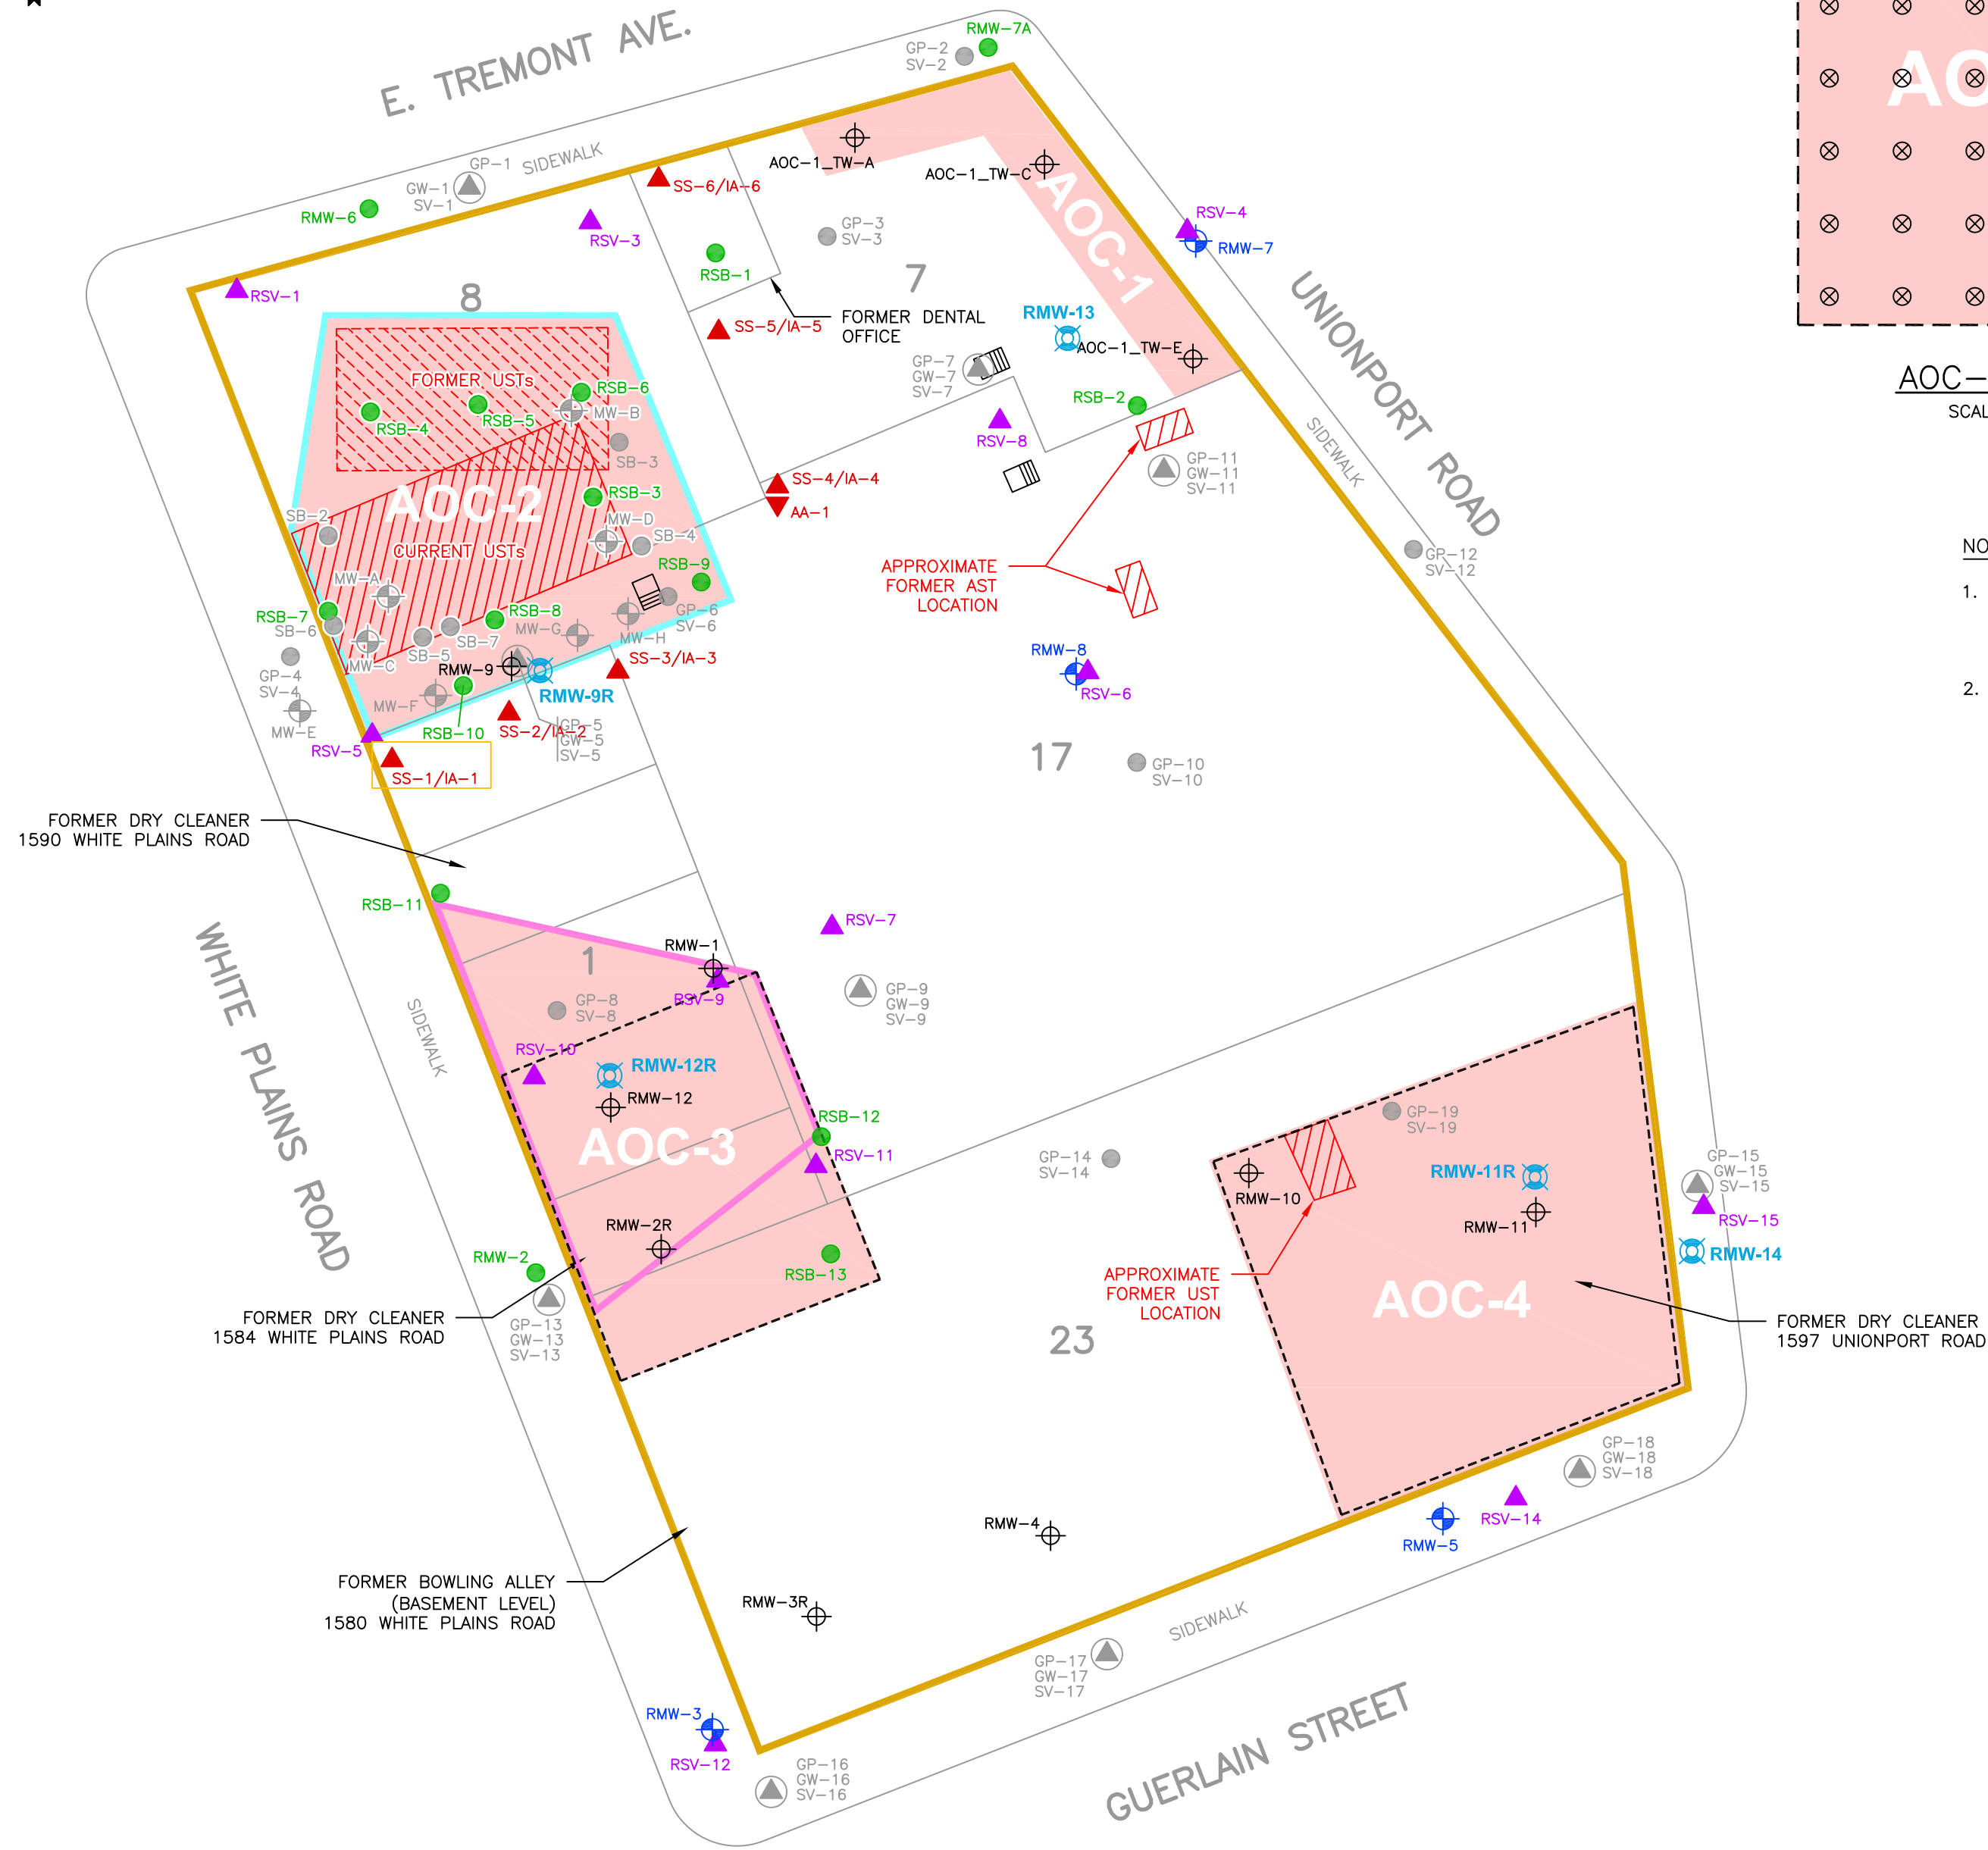 E. TREMONT AVE.
SIDEWALK
GP-1
GW-1
SV-1
RMW-6
GP-2
SV-2
RMW-7A
AOC-1_TW-A
AOC-1_TW-C
AOC-1
SS-6/IA-6
RSV-3
RSV-1
RSB-1
GP-3
SV-3
7
RSV-4
RMW-7
UNIONPORT ROAD
SIDEWALK
8
FORMER DENTAL
OFFICE
SS-5/IA-5
RMW-13
AOC-1_TW-E
GP-7
GW-7
SV-7
RSB-2
RSV-8
FORMER USTs
RSB-4
RSB-5
RSB-6
MW-B
SB-3
AOC-2
RSB-3
SB-2
MW-D
SB-4
CURRENT USTs
SS-4/IA-4
AA-1
GP-11
GW-11
SV-11
GP-12
SV-12
APPROXIMATE
FORMER AST
LOCATION
MW-A
RSB-9
RSB-7
SB-6
RSB-8
GP-6
SV-6
MW-G
MW-H
SB-7
SB-5
MW-C
RMW-9
RMW-9R
SS-3/IA-3
GP-4
SV-4
MW-E
MW-F
RSB-10
SS-2/IA-2
GP-5
GW-5
SV-5
RSV-5
SS-1/IA-1
RMW-8
RSV-6
17
GP-10
SV-10
FORMER DRY CLEANER
1590 WHITE PLAINS ROAD
RSB-11
WHITE PLAINS ROAD
SIDEWALK
1
RMW-1
RSV-9
RSV-7
GP-9
GW-9
SV-9
GP-8
SV-8
RSV-10
RMW-12R
RMW-12
AOC-3
RSB-12
RSV-11
RMW-2R
RMW-2
RSB-13
GP-13
GW-13
SV-13
FORMER DRY CLEANER
1584 WHITE PLAINS ROAD
GP-14
SV-14
GP-19
SV-19
RMW-10
RMW-11R
RMW-11
GP-15
GW-15
SV-15
RSV-15
RMW-14
AOC-4
APPROXIMATE
FORMER UST
LOCATION
FORMER DRY CLEANER
1597 UNIONPORT ROAD
23
GP-18
GW-18
SV-18
RSV-14
RMW-5
RMW-4
RMW-3R
FORMER BOWLING ALLEY
(BASEMENT LEVEL)
1580 WHITE PLAINS ROAD
SIDEWALK
GP-17
GW-17
SV-17
RMW-3
RSV-12
GP-16
GW-16
SV-16
GUERLAIN STREET
AO
AOC-
SCAL
NO
1.
2.